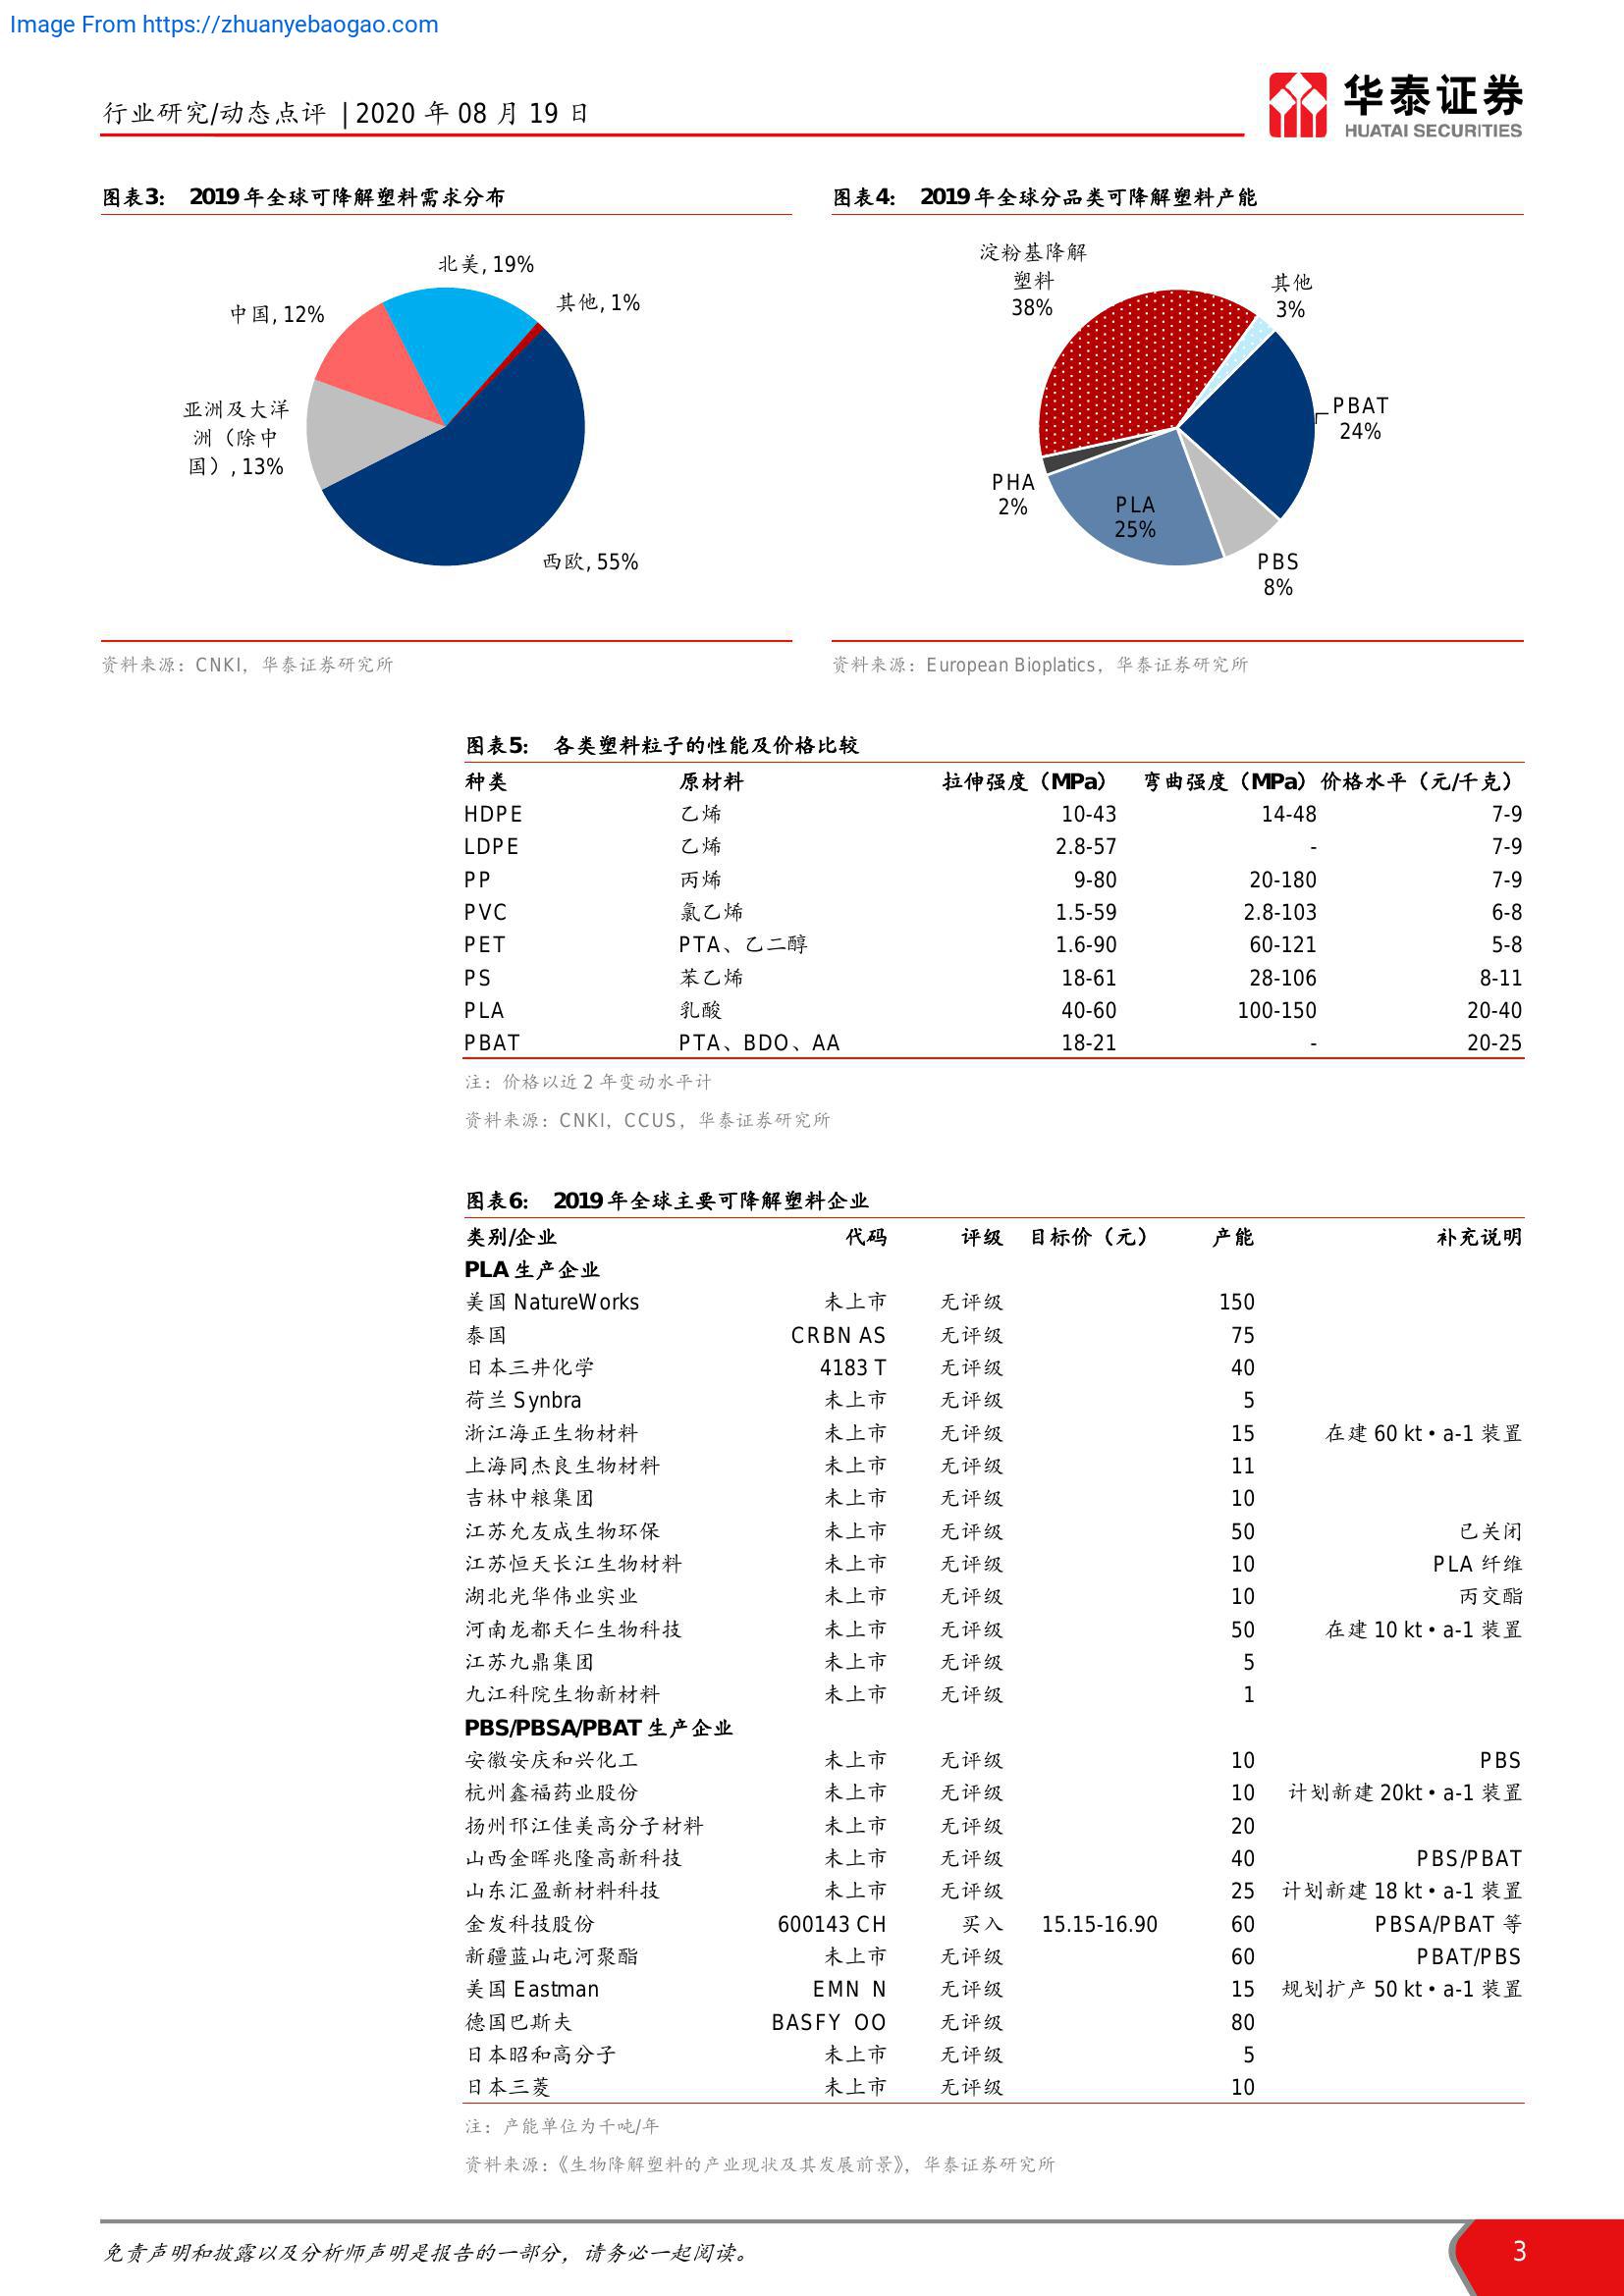 Image From https://zhuanyebaogao.com
行业研究/动态点评 | 2020 年 08 月 19 日
华泰证券
HUATAI SECURITIES
图表3： 2019 年全球可降解塑料需求分布
北美, 19%
其他, 1%
中国, 12%
亚洲及大洋
洲（除中
国）, 13%
西欧, 55%
资料来源：CNKI，华泰证券研究所
图表4： 2019 年全球分品类可降解塑料产能
淀粉基降解
塑料
38%
其他
3%
PBAT
24%
PHA
2%
PLA
25%
PBS
8%
资料来源：European Bioplatics，华泰证券研究所
图表5： 各类塑料粒子的性能及价格比较
种类 原材料 拉伸强度（MPa） 弯曲强度（MPa） 价格水平（元/千克）
HDPE 乙烯 10-43 14-48 7-9
LDPE 乙烯 2.8-57 - 7-9
PP 丙烯 9-80 20-180 7-9
PVC 氯乙烯 1.5-59 2.8-103 6-8
PET PTA、乙二醇 1.6-90 60-121 5-8
PS 苯乙烯 18-61 28-106 8-11
PLA 乳酸 40-60 100-150 20-40
PBAT PTA、BDO、AA 18-21 - 20-25
注：价格以近 2 年变动水平计
资料来源：CNKI，CCUS，华泰证券研究所
图表6： 2019 年全球主要可降解塑料企业
类别/企业 代码 评级 目标价（元） 产能 补充说明
PLA 生产企业
美国 NatureWorks 未上市 无评级 150
泰国 CRBN AS 无评级 75
日本三井化学 4183 T 无评级 40
荷兰 Synbra 未上市 无评级 5
浙江海正生物材料 未上市 无评级 15 在建 60 kt•a-1 装置
上海同杰良生物材料 未上市 无评级 11
吉林中粮集团 未上市 无评级 10
江苏允友成生物环保 未上市 无评级 50 已关闭
江苏恒天长江生物材料 未上市 无评级 10 PLA 纤维
湖北光华伟业实业 未上市 无评级 10 丙交酯
河南龙都天仁生物科技 未上市 无评级 50 在建 10 kt•a-1 装置
江苏九鼎集团 未上市 无评级 5
九江科院生物新材料 未上市 无评级 1
PBS/PBSA/PBAT 生产企业
安徽安庆和兴化工 未上市 无评级 10 PBS
杭州鑫福药业股份 未上市 无评级 10 计划新建 20kt•a-1 装置
扬州邗江佳美高分子材料 未上市 无评级 20
山西金晖兆隆高新科技 未上市 无评级 40 PBS/PBAT
山东汇盈新材料科技 未上市 无评级 25 计划新建 18 kt•a-1 装置
金发科技股份 600143 CH 买入 15.15-16.90 60 PBSA/PBAT 等
新疆蓝山屯河聚酯 未上市 无评级 60 PBAT/PBS
美国 Eastman EMN N 无评级 15 规划扩产 50 kt•a-1 装置
德国巴斯夫 BASFY OO 无评级 80
日本昭和高分子 未上市 无评级 5
日本三菱 未上市 无评级 10
注：产能单位为千吨/年
资料来源：《生物降解塑料的产业现状及其发展前景》，华泰证券研究所
免责声明和披露以及分析师声明是报告的一部分，请务必一起阅读。
3